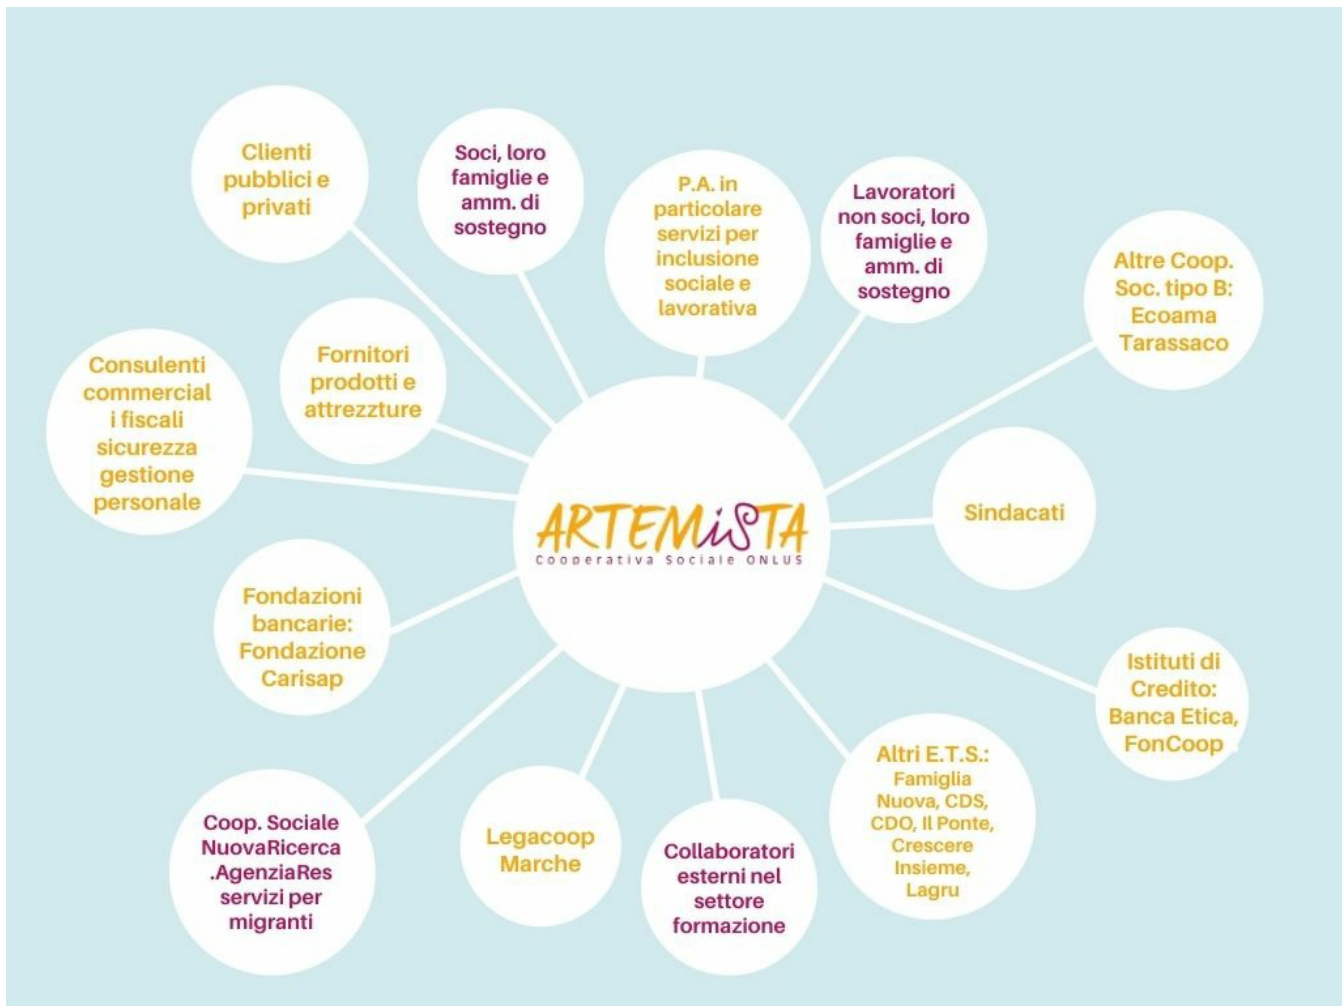 Clienti
pubblici e
privati
Soci, loro
famiglie e
amm. di
sostegno
P.A. in
particolare
servizi per
inclusione
sociale e
lavorativa
Lavoratori
non soci, loro
famiglie e
amm. di
sostegno
Altre Coop.
Soc. tipo B:
Ecoama
Tarassaco
Consulenti
commercial
i fiscali
sicurezza
gestione
personale
Fornitori
prodotti e
attrezzture
ARTEMiSTA
Cooperativa Sociale ONLUS
Sindacati
Fondazioni
bancarie:
Fondazione
Carisap
Istituti di
Credito:
Banca Etica,
FonCoop
Coop. Sociale
NuovaRicerca
.AgenziaRes
servizi per
migranti
Legacoop
Marche
Collaboratori
esterni nel
settore
formazione
Altri E.T.S.:
Famiglia
Nuova, CDS,
CDO, Il Ponte,
Crescere
Insieme,
Lagru